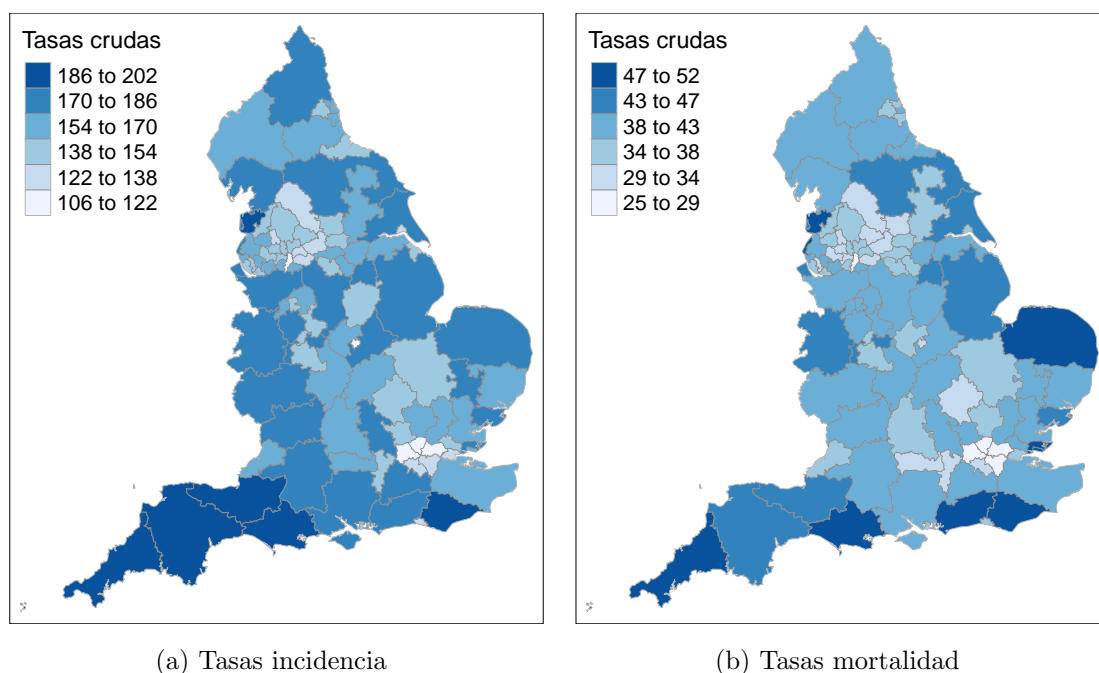 Tasas crudas
186 to 202
170 to 186
154 to 170
138 to 154
122 to 138
106 to 122
(a) Tasas incidencia
Tasas crudas
47 to 52
43 to 47
38 to 43
34 to 38
29 to 34
25 to 29
(b) Tasas mortalidad